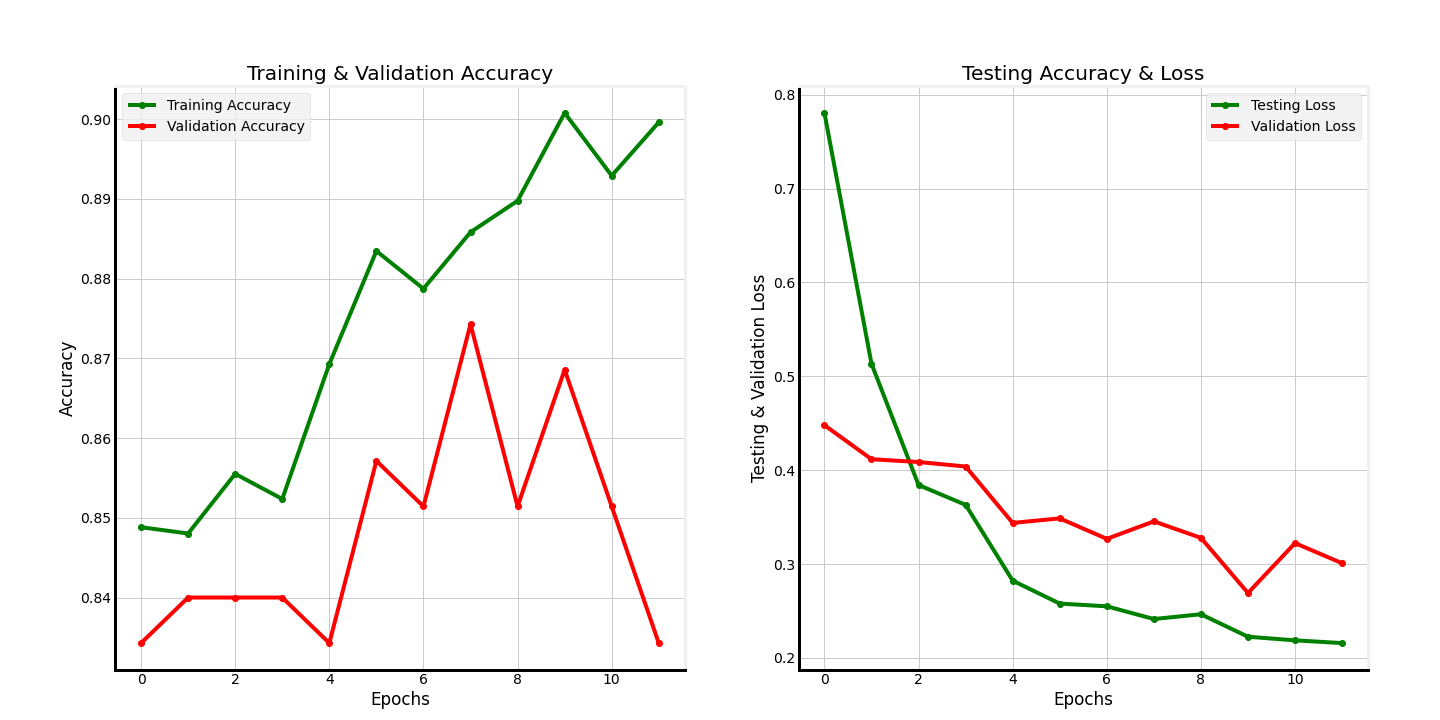 Training & Validation Accuracy
Training Accuracy
Validation Accuracy
Accuracy
0.90
0.89
0.88
0.87
0.86
0.85
0.84
0
2
4
6
8
10
Epochs
Testing Accuracy & Loss
Testing Loss
Validation Loss
Testing & Validation Loss
0.8
0.7
0.6
0.5
0.4
0.3
0.2
0
2
4
6
8
10
Epochs